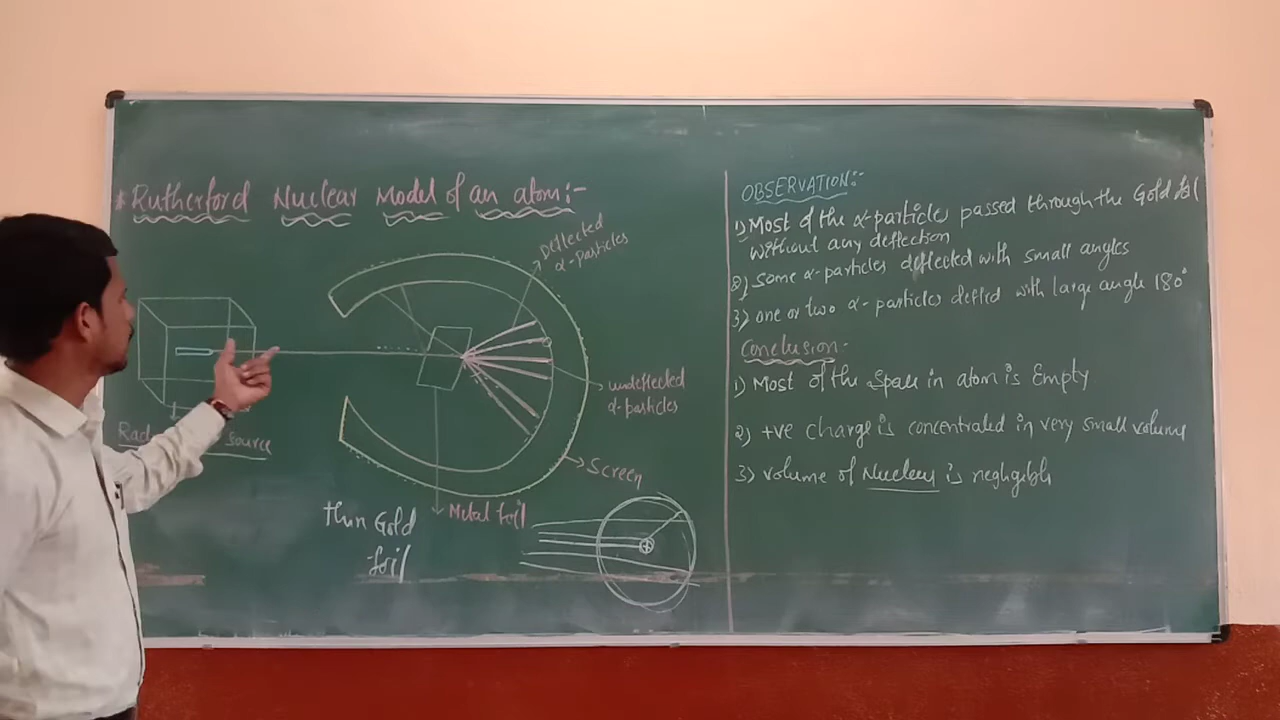 * Rutherford Nuclear Model of an atom:-
Deflected
α-particles
undeflected
α-particles
Screen
source
Metal foil
thin Gold
foil
OBSERVATION:-
1) Most of the α-particles passed through the Gold foil
without any deflection
2) Some α-particles deflected with small angles
3) one or two α-particles deflted with large angle 180°
Conclusion:-
1) Most of the Space in atom is Empty
2) +ve charge is concentrated in very small volume
3) volume of Nucleus is neghgible